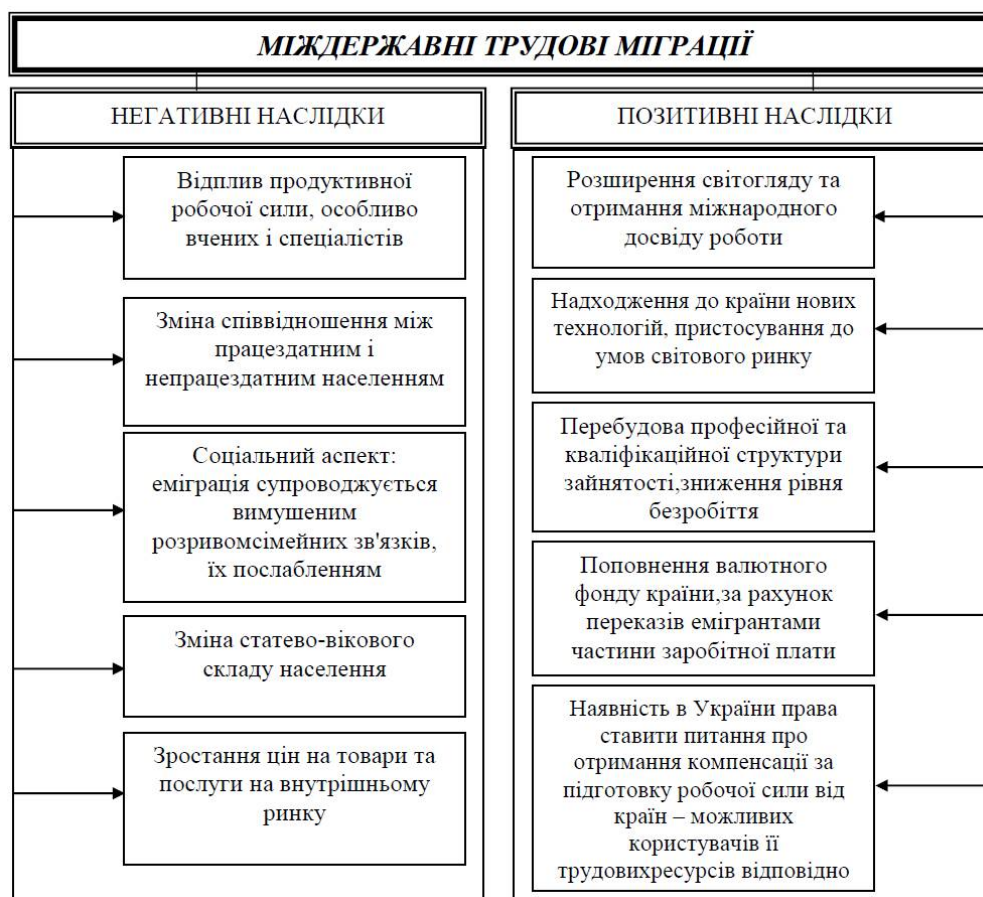 МІЖДЕРЖАВНІ ТРУДОВІ МІГРАЦІЇ
НЕГАТИВНІ НАСЛІДКИ
Відплив продуктивної
робочої сили, особливо
вчених і спеціалістів
Зміна співвідношення між
працездатним і
непрацездатним населенням
Соціальний аспект:
еміграція супроводжується
вимушеним
розривомсімейних зв'язків,
їх послабленням
Зміна статево-вікового
складу населення
Зростання цін на товари та
послуги на внутрішньому
ринку
ПОЗИТИВНІ НАСЛІДКИ
Розширення світогляду та
отримання міжнародного
досвіду роботи
Надходження до країни нових
технологій, пристосування до
умов світового ринку
Перебудова професійної та
кваліфікаційної структури
зайнятості,зниження рівня
безробіття
Поповнення валютного
фонду країни,за рахунок
переказів емігрантами
частини заробітної плати
Наявність в України права
ставити питання про
отримання компенсації за
підготовку робочої сили від
країн – можливих
користувачів її
трудовихресурсів відповідно